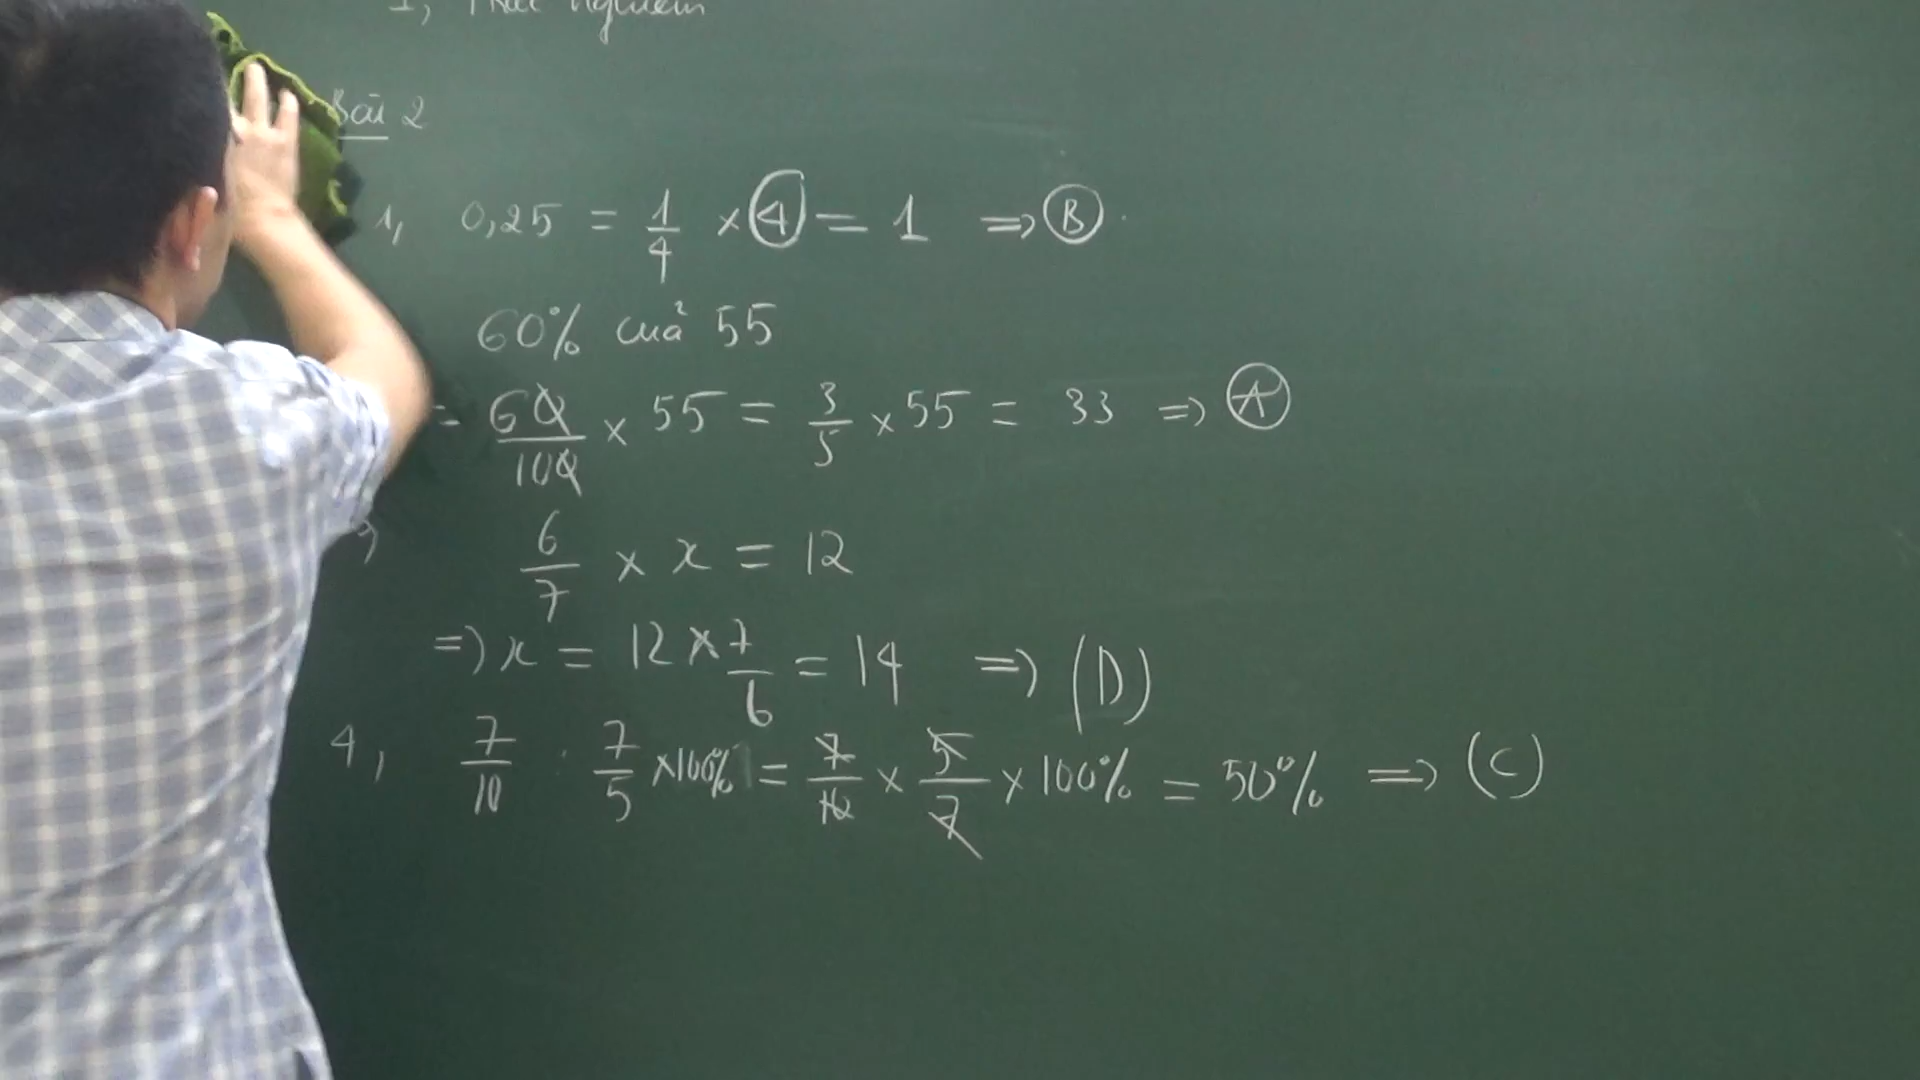 I, Trắc nghiệm
Bài 2
1, 0,25 = 1/4 × 4 = 1 => B
60% của 55
= 60/100 × 55 = 3/5 × 55 = 33 => A
6/7 × x = 12
=> x = 12 × 7/6 = 14 => (D)
4, 7/10 : 7/5 ×100% = 7/10 × 5/7 × 100% = 50% => (C)